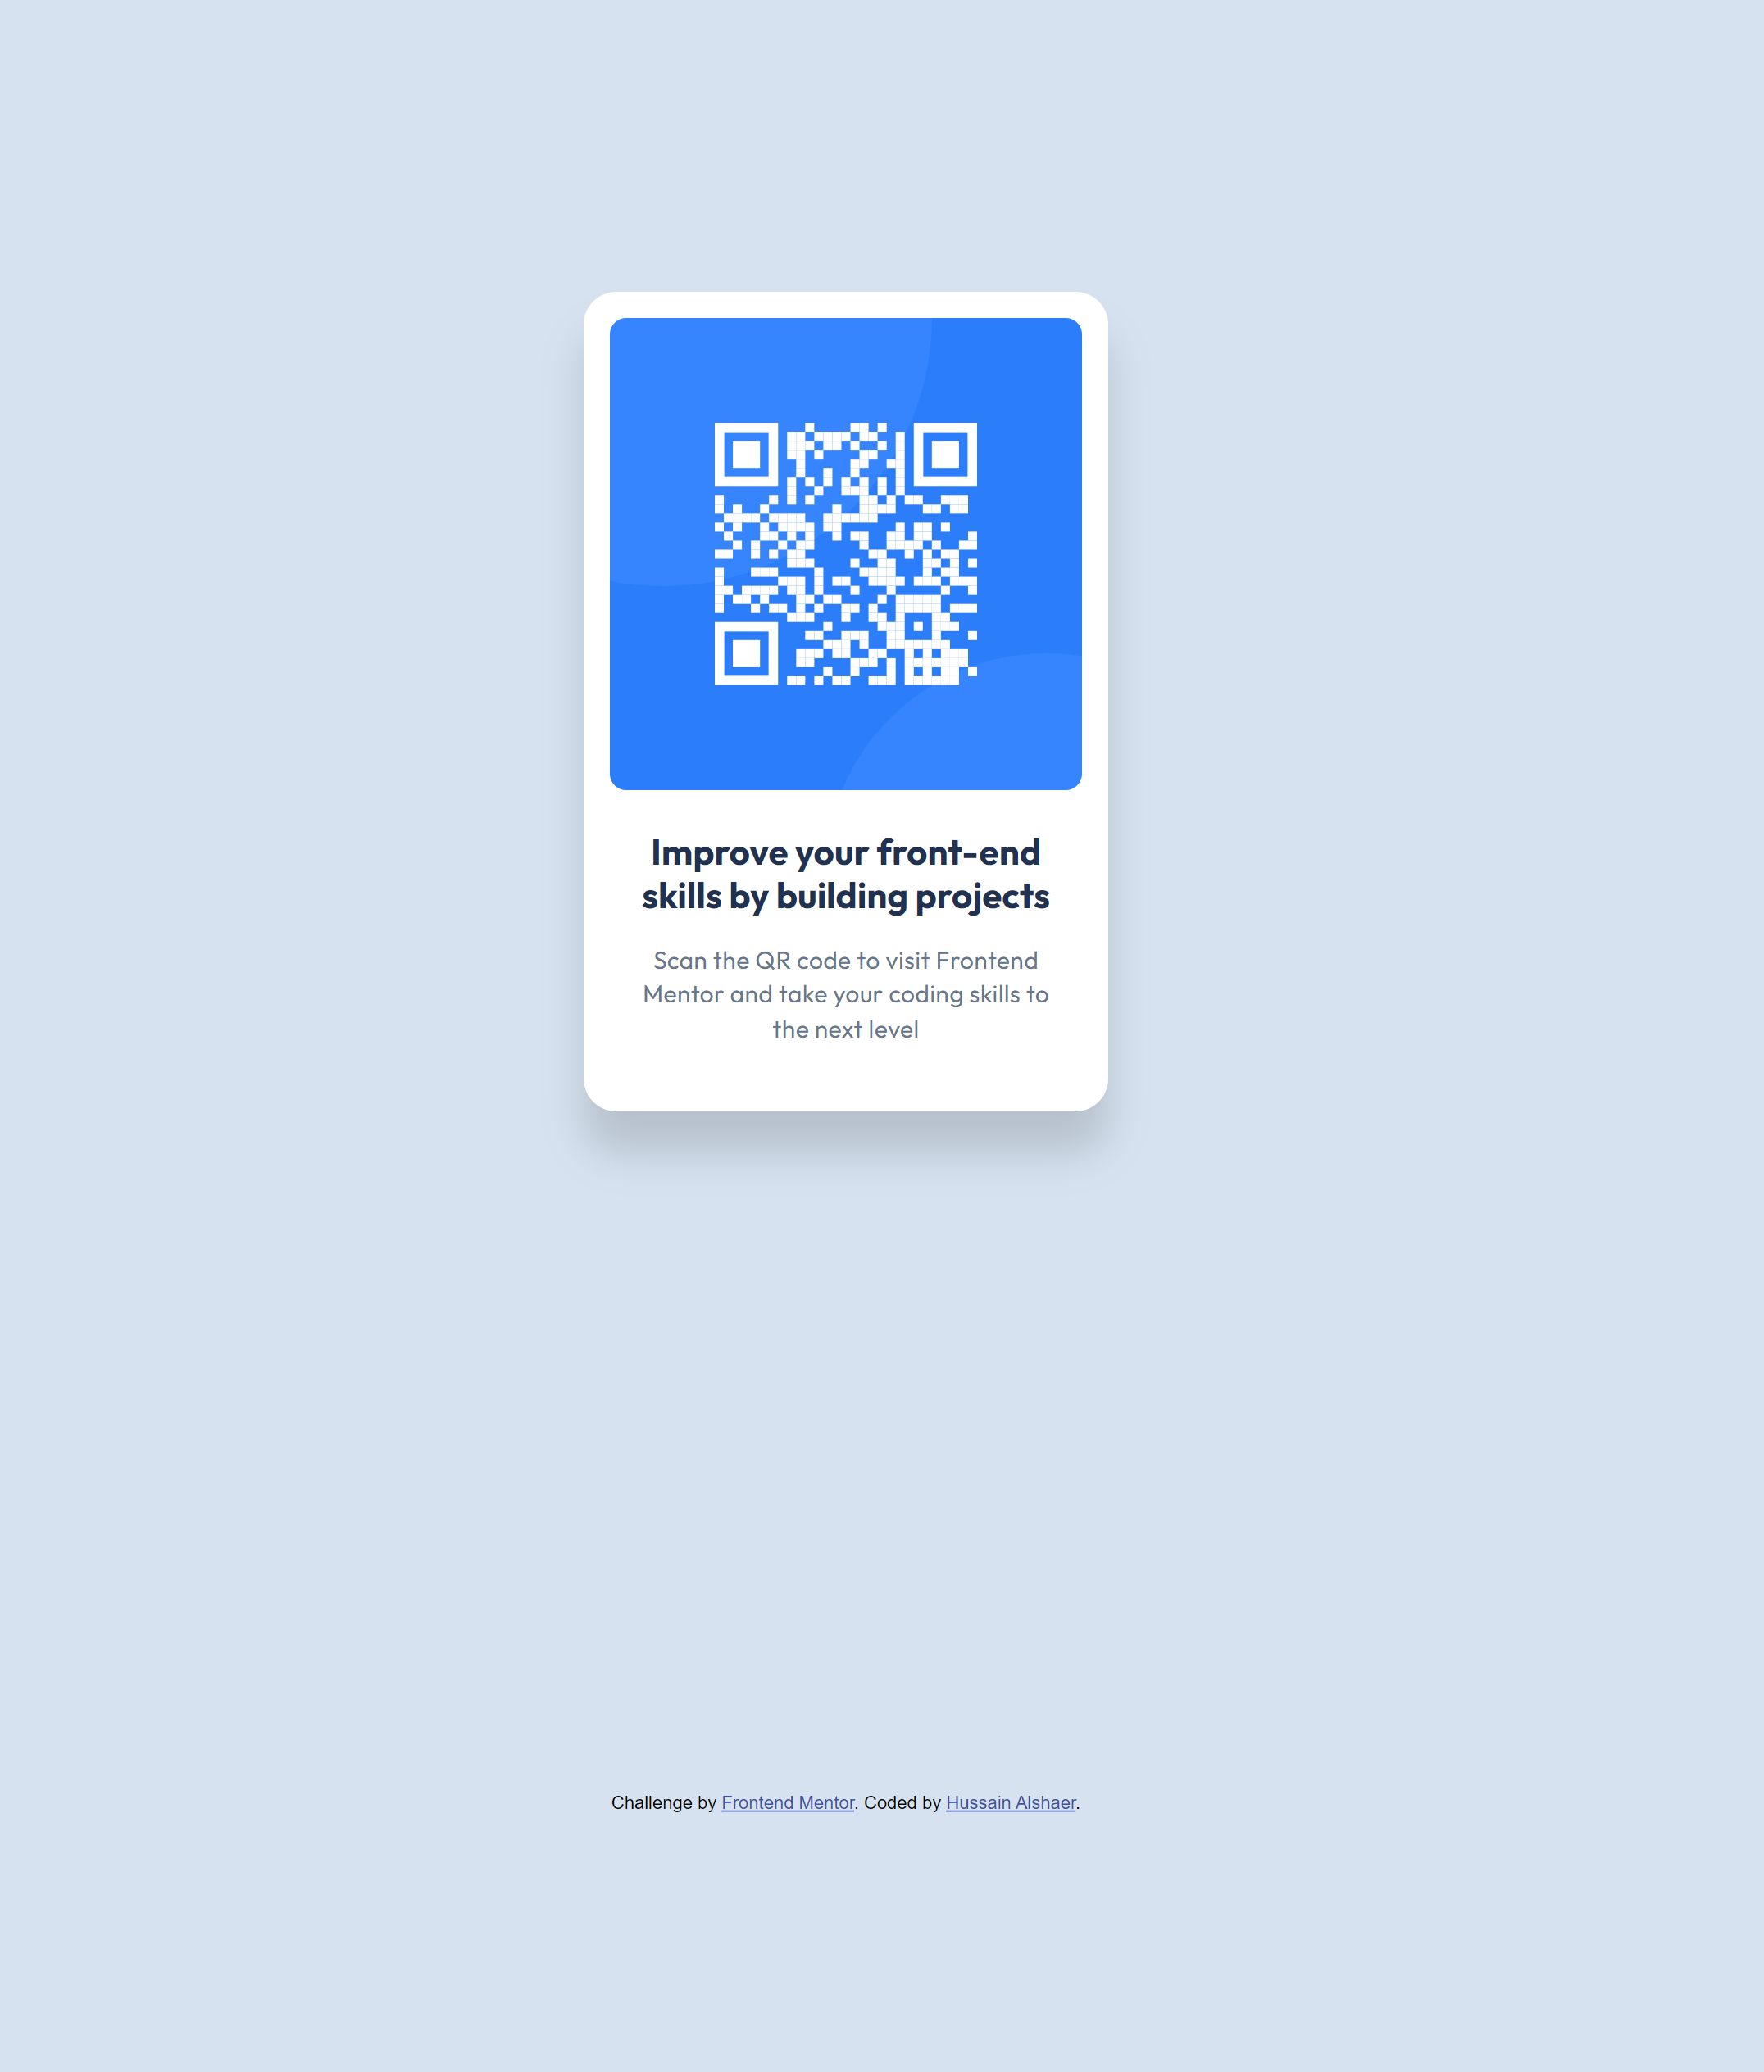 Improve your front-end
skills by building projects
Scan the QR code to visit Frontend
Mentor and take your coding skills to
the next level
Challenge by Frontend Mentor. Coded by Hussain Alshaer.